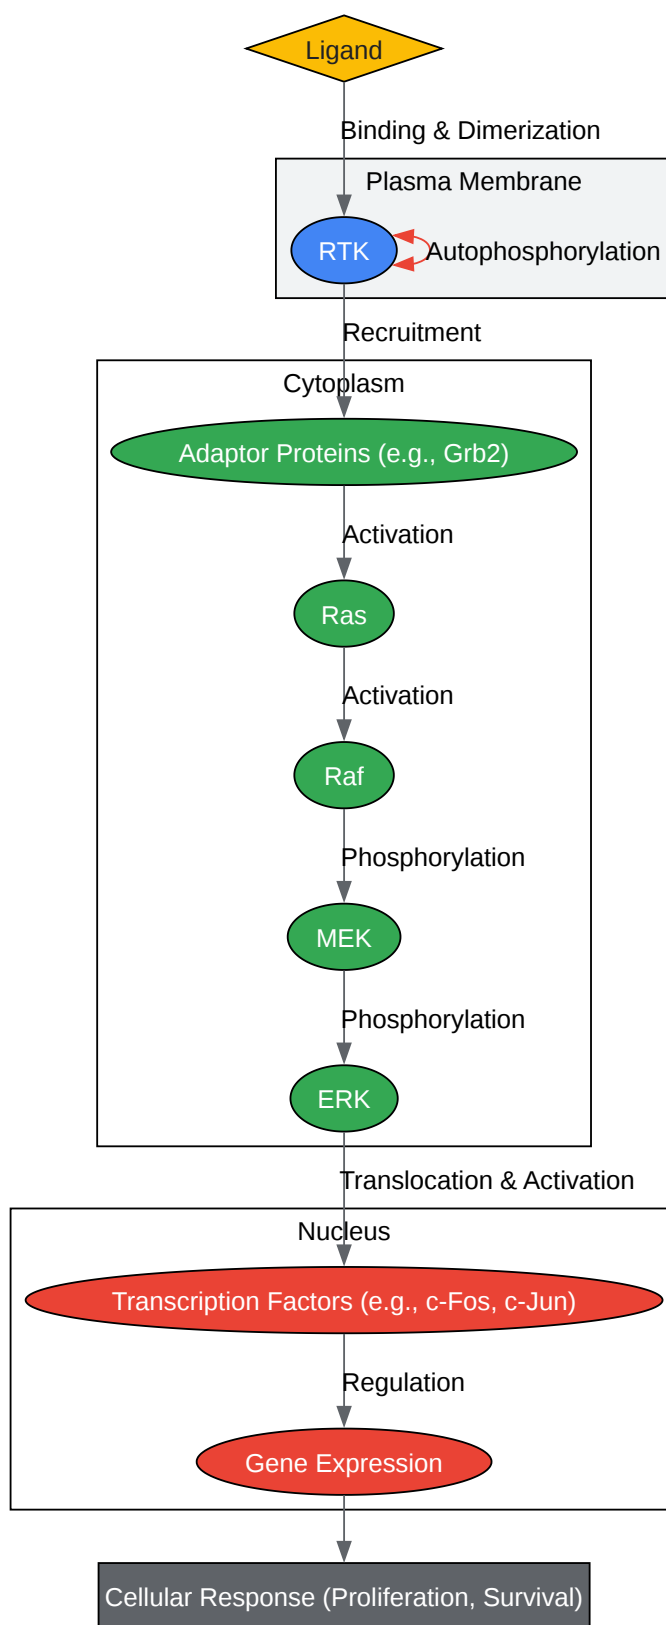 Ligand
Binding & Dimerization
Plasma Membrane
RTK
Autophosphorylation
Recruitment
Cytoplasm
Adaptor Proteins (e.g., Grb2)
Activation
Ras
Activation
Raf
Phosphorylation
MEK
Phosphorylation
ERK
Translocation & Activation
Nucleus
Transcription Factors (e.g., c-Fos, c-Jun)
Regulation
Gene Expression
Cellular Response (Proliferation, Survival)